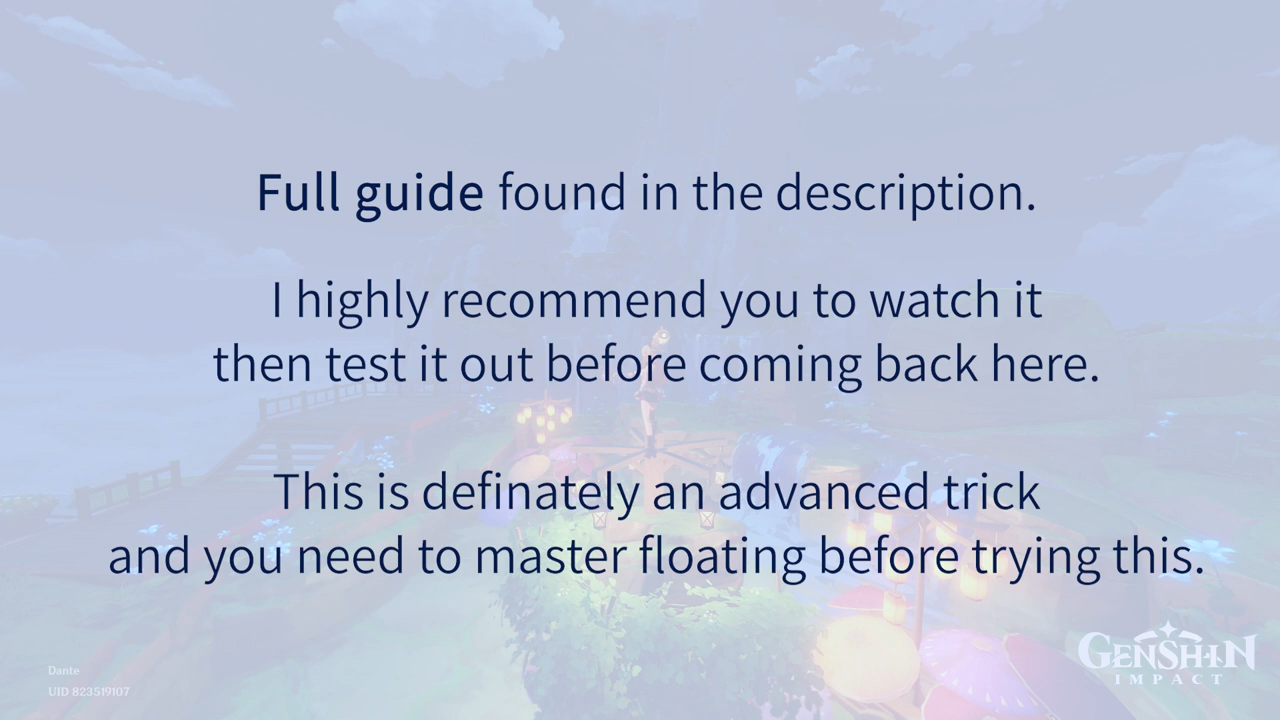 Full guide found in the description.
I highly recommend you to watch it
then test it out before coming back here.
This is definately an advanced trick
and you need to master floating before trying this.
Dante
UID 823519107
GENSHIN
IMPACT